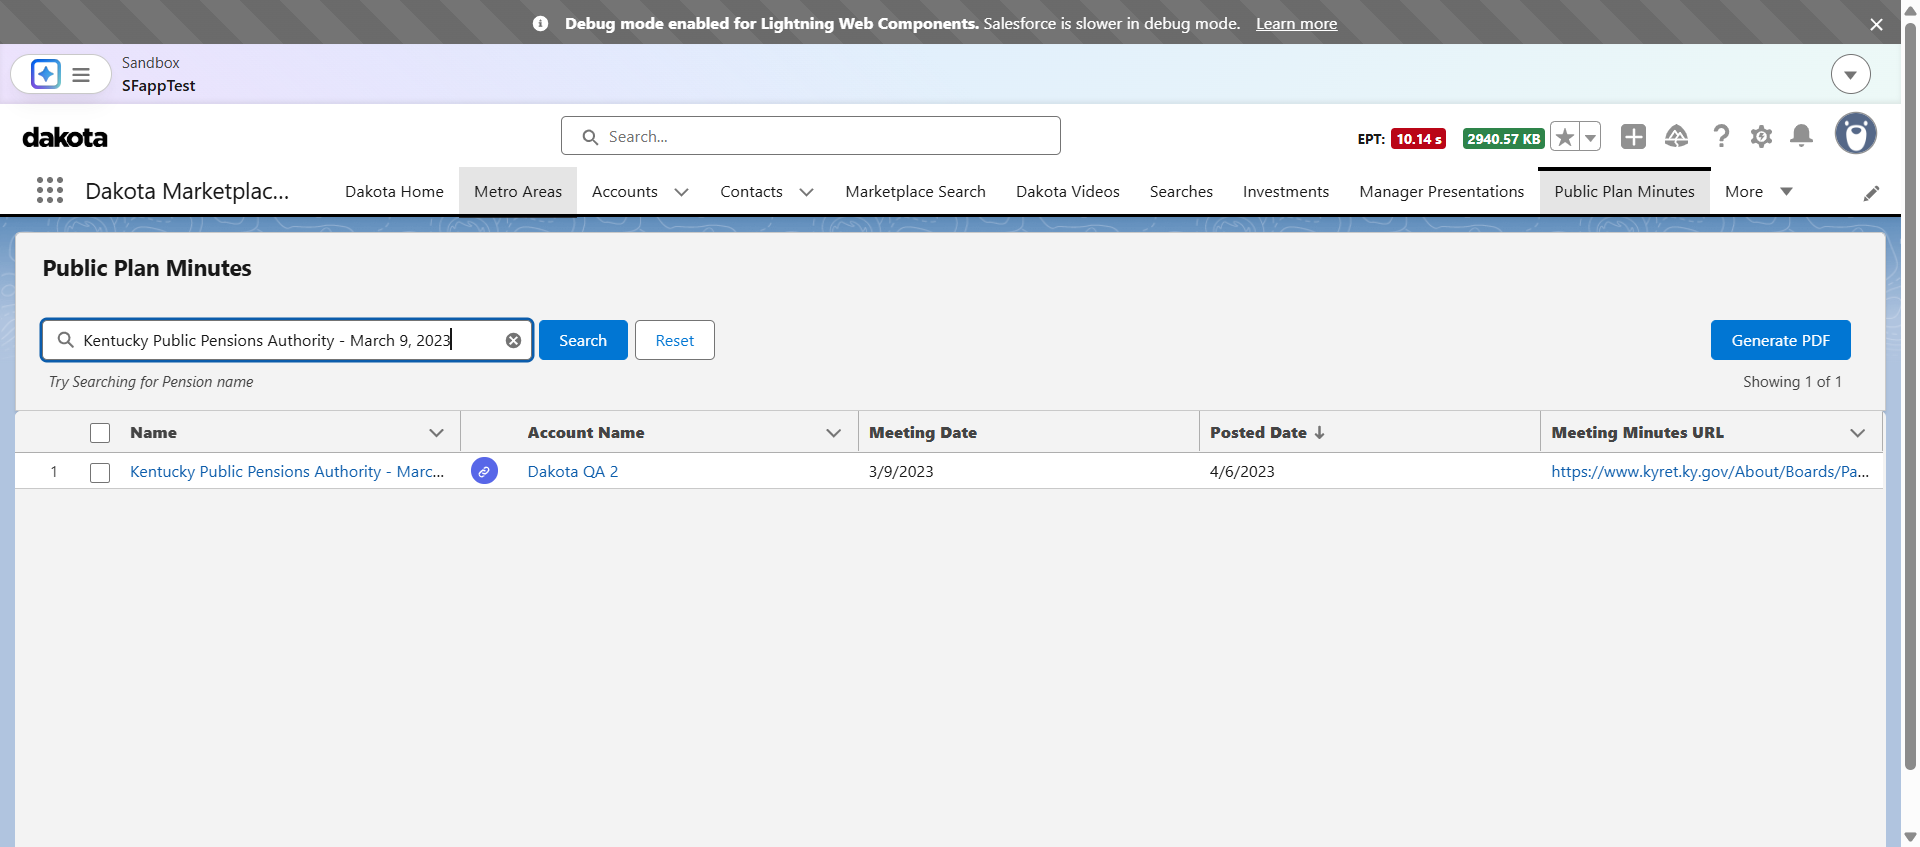 Debug mode enabled for Lightning Web Components. Salesforce is slower in debug mode. Learn more
Sandbox
SFappTest
dakota
Search...
EPT: 10.14 s 2940.57 KB
Dakota Marketplac... Dakota Home Metro Areas Accounts Contacts Marketplace Search Dakota Videos Searches Investments Manager Presentations Public Plan Minutes More
Public Plan Minutes
Kentucky Public Pensions Authority - March 9, 2023 Search Reset Generate PDF
Try Searching for Pension name Showing 1 of 1
Name Account Name Meeting Date Posted Date Meeting Minutes URL
1 Kentucky Public Pensions Authority - Marc... Dakota QA 2 3/9/2023 4/6/2023 https://www.kyret.ky.gov/About/Boards/Pa...